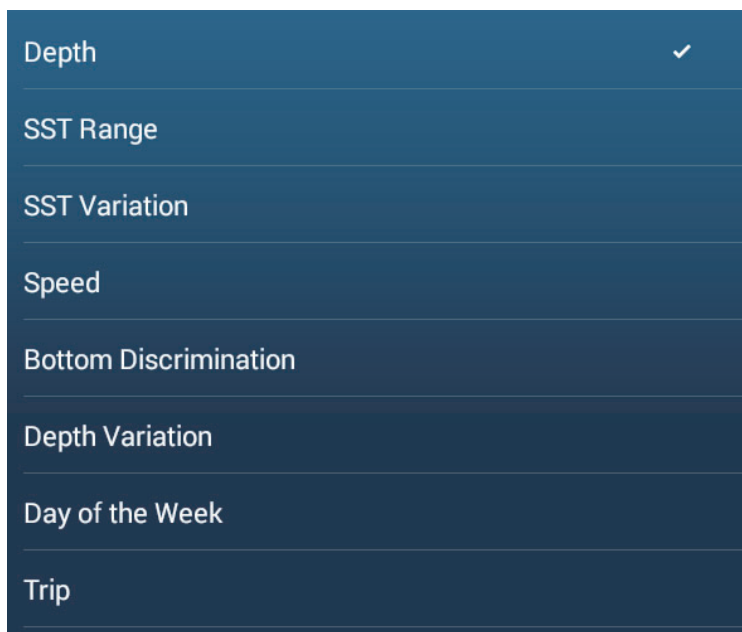 Depth
SST Range
SST Variation
Speed
Bottom Discrimination
Depth Variation
Day of the Week
Trip